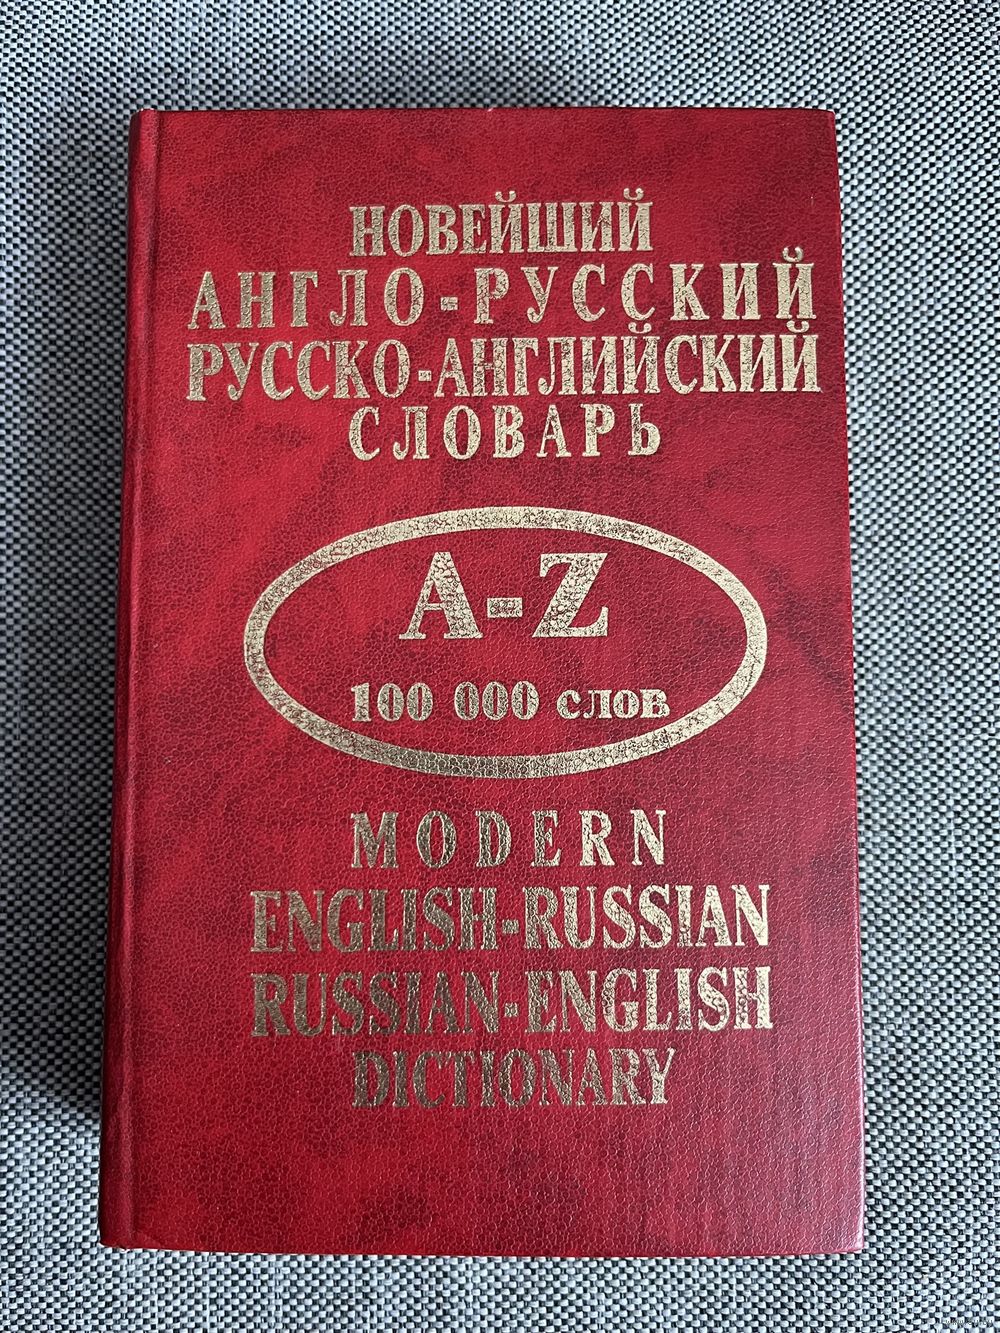 НОВЕЙШИЙ
АНГЛО-РУССКИЙ
РУССКО-АНГЛИЙСКИЙ
СЛОВАРЬ
A-Z
100 000 слов
MODERN
ENGLISH-RUSSIAN
RUSSIAN-ENGLISH
DICTIONARY